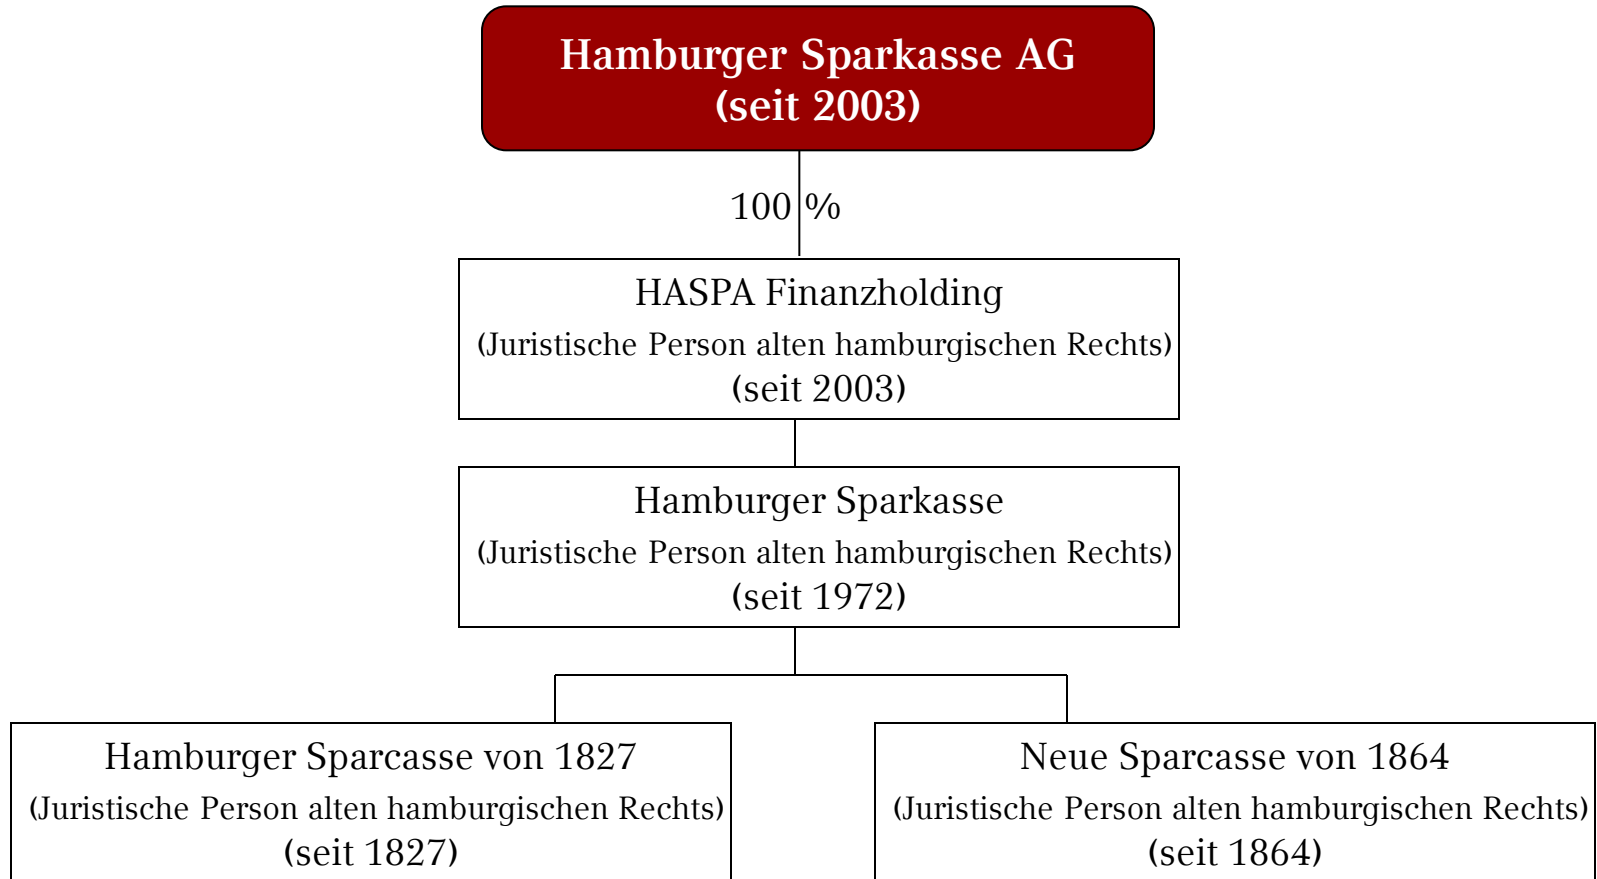 Hamburger Sparkasse AG
(seit 2003)
100 %
HASPA Finanzholding
(Juristische Person alten hamburgischen Rechts)
(seit 2003)
Hamburger Sparkasse
(Juristische Person alten hamburgischen Rechts)
(seit 1972)
Hamburger Sparcasse von 1827
(Juristische Person alten hamburgischen Rechts)
(seit 1827)
Neue Sparcasse von 1864
(Juristische Person alten hamburgischen Rechts)
(seit 1864)